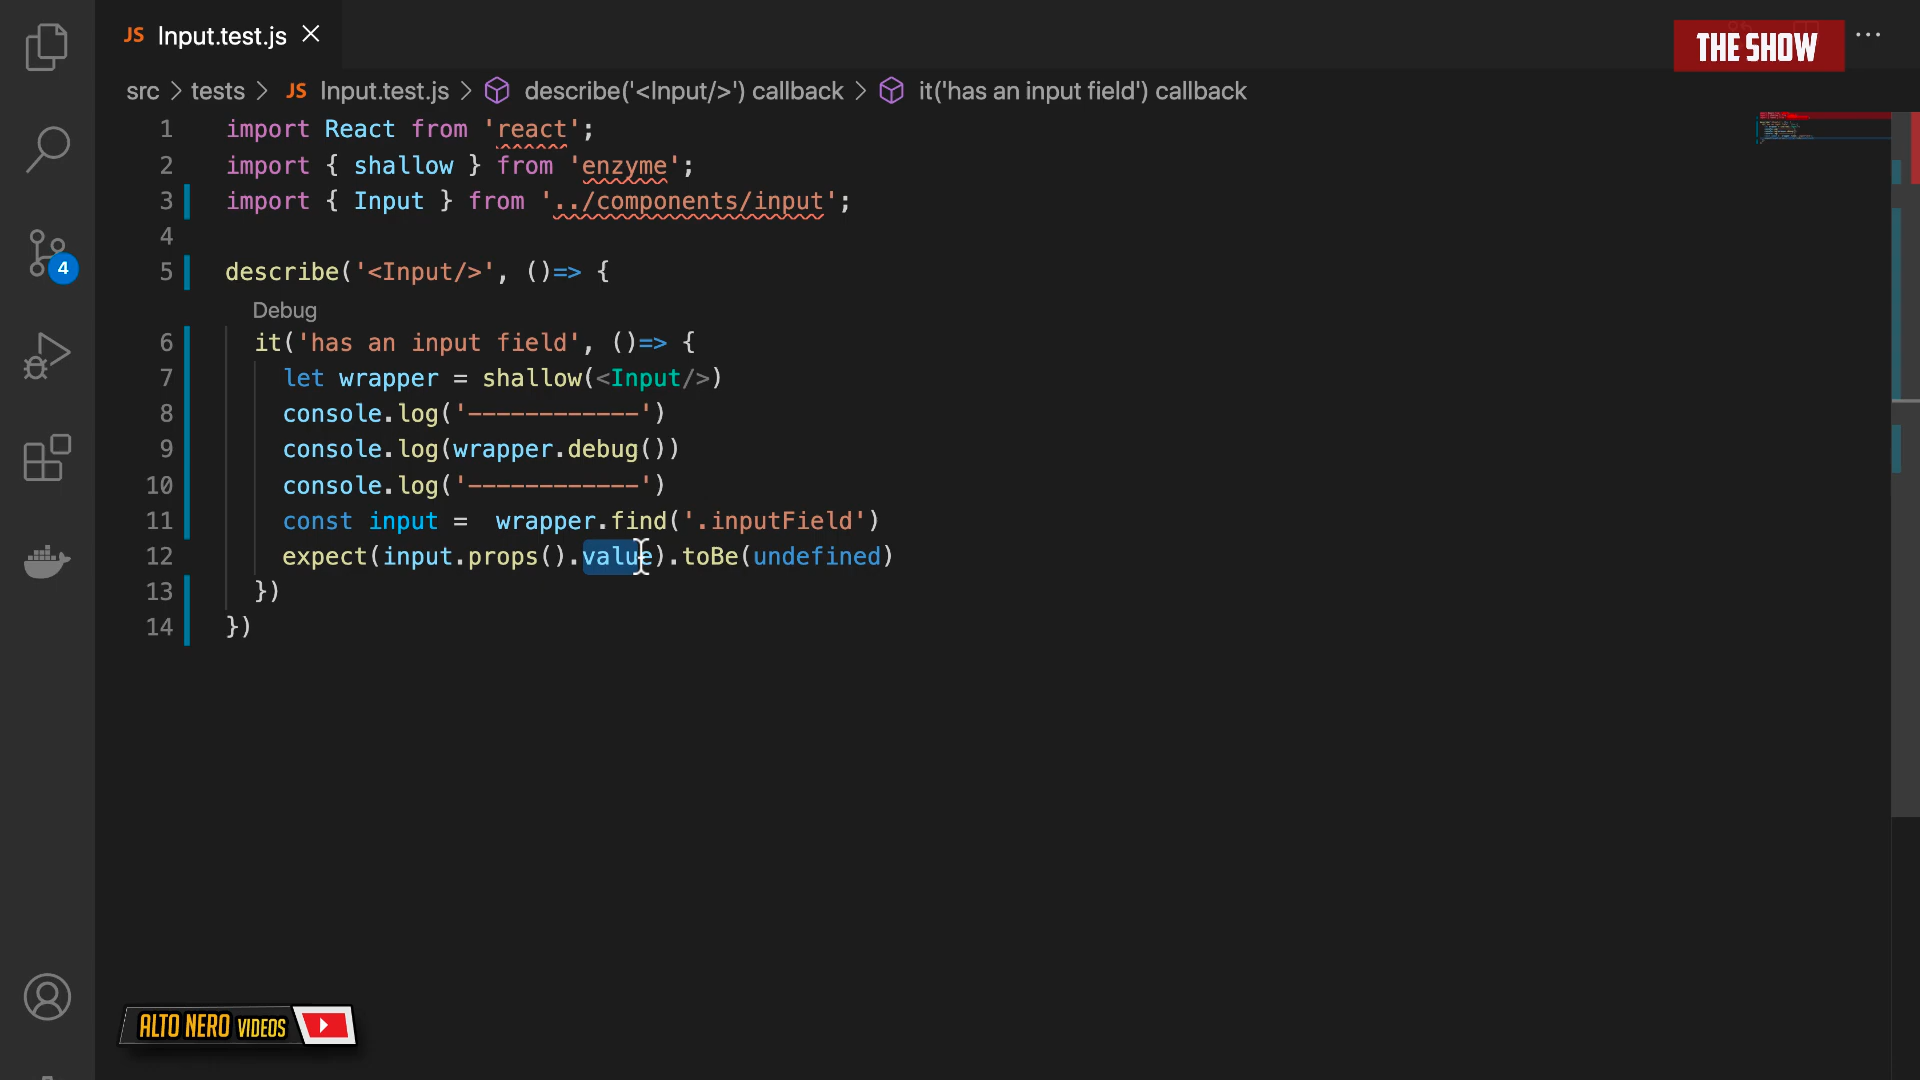 JS Input.test.js
THE SHOW
src > tests > JS Input.test.js > describe('<Input/>') callback > it('has an input field') callback
1 import React from 'react';
2 import { shallow } from 'enzyme';
3 import { Input } from '../components/input';
4
5 describe('<Input/>', ()=> {
Debug
6 it('has an input field', ()=> {
7 let wrapper = shallow(<Input/>)
8 console.log('------------')
9 console.log(wrapper.debug())
10 console.log('------------')
11 const input =  wrapper.find('.inputField')
12 expect(input.props().value).toBe(undefined)
13 })
14 })
4
ALTO NERO VIDEOS